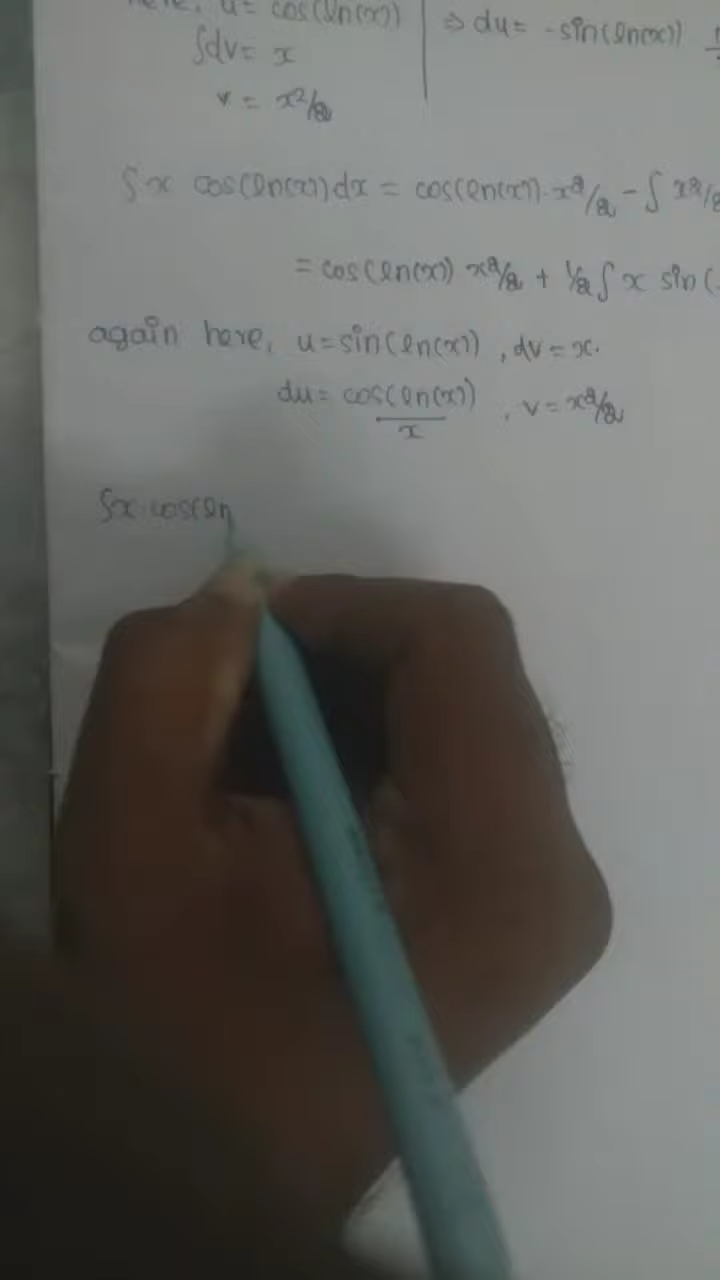 here, u = cos(ln(x)) ⇒ du = -sin(ln(x))
∫dv = x
v = x²/2
∫x cos(ln(x))dx = cos(ln(x)).x²/2 - ∫ x²/2
= cos(ln(x)) x²/2 + 1/2 ∫ x sin(
again here, u=sin(ln(x)) , dv = x.
du = cos(ln(x))/x , v = x²/2
∫x cos(ln